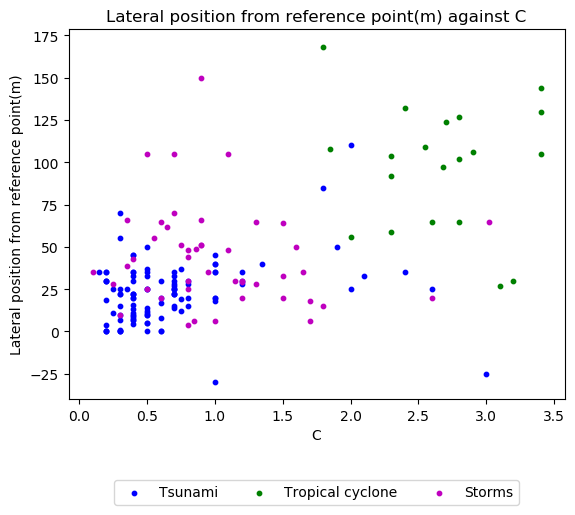 Lateral position from reference point(m) against C
Lateral position from reference point(m)
175
150
125
100
75
50
25
0
−25
0.0 0.5 1.0 1.5 2.0 2.5 3.0 3.5
C
Tsunami Tropical cyclone Storms